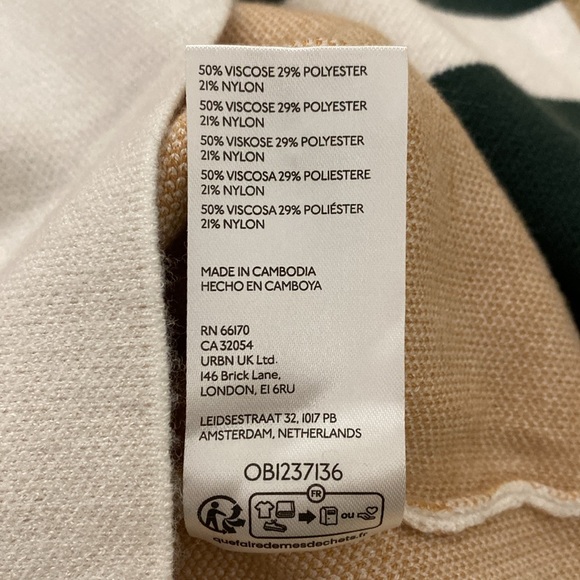 50% VISCOSE 29% POLYESTER
21% NYLON
50% VISCOSE 29% POLYESTER
21% NYLON
50% VISKOSE 29% POLYESTER
21% NYLON
50% VISCOSA 29% POLIESTERE
21% NYLON
50% VISCOSA 29% POLIÉSTER
21% NYLON
MADE IN CAMBODIA
HECHO EN CAMBOYA
RN 66170
CA 32054
URBN UK Ltd.
146 Brick Lane,
LONDON, E1 6RU
LEIDSESTRAAT 32, 1017 PB
AMSTERDAM, NETHERLANDS
OB1237136
FR
ou
quefairedemesdechets.fr